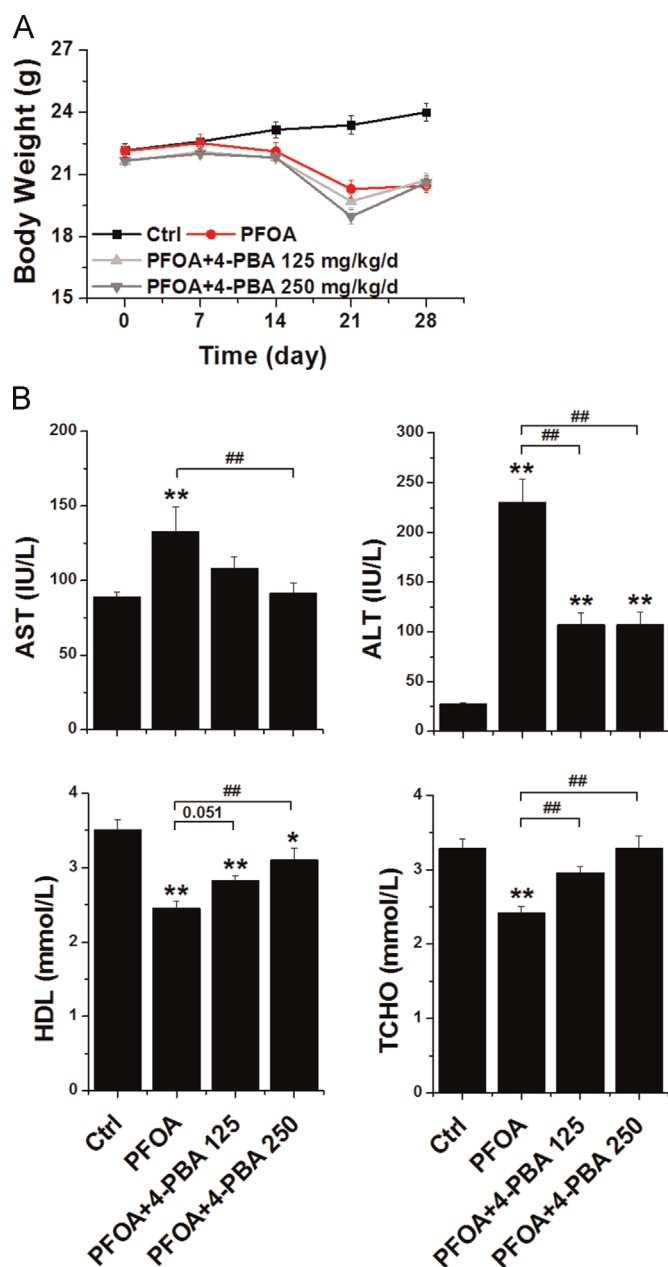 A
Body Weight (g)
27
24
21
18
15
Ctrl PFOA
PFOA+4-PBA 125 mg/kg/d
PFOA+4-PBA 250 mg/kg/d
0 7 14 21 28
Time (day)
B
AST (IU/L)
200
150
100
50
0
##
**
ALT (IU/L)
300
250
200
150
100
50
0
##
##
**
** **
HDL (mmol/L)
4
3
2
1
0
##
0.051
**
**
*
Ctrl
PFOA
PFOA+4-PBA 125
PFOA+4-PBA 250
TCHO (mmol/L)
4
3
2
1
0
##
##
**
Ctrl
PFOA
PFOA+4-PBA 125
PFOA+4-PBA 250